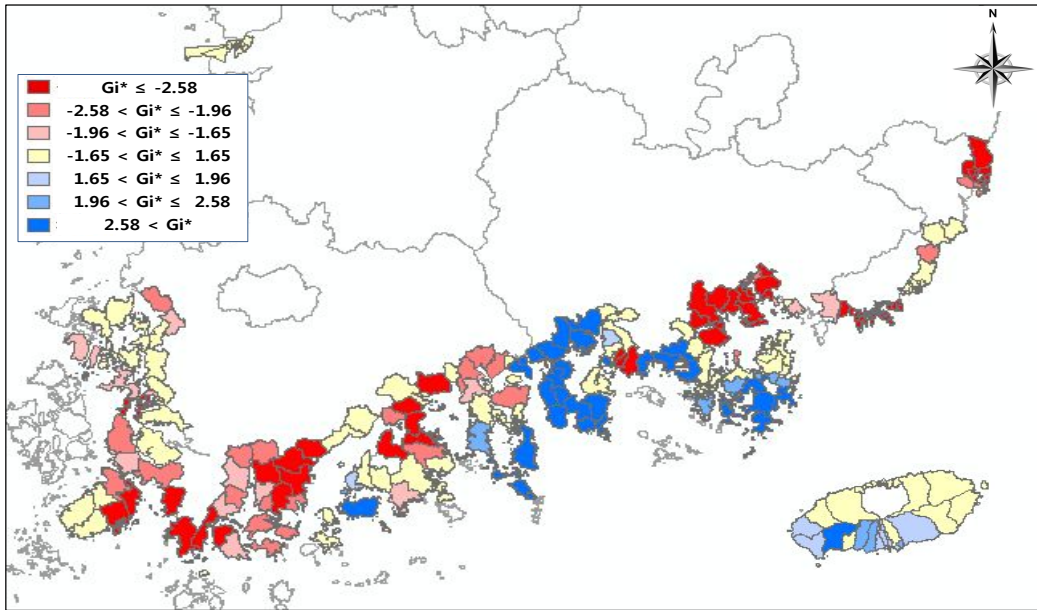 N
Gi* ≤ -2.58
-2.58 < Gi* ≤ -1.96
-1.96 < Gi* ≤ -1.65
-1.65 < Gi* ≤ 1.65
1.65 < Gi* ≤ 1.96
1.96 < Gi* ≤ 2.58
2.58 < Gi*